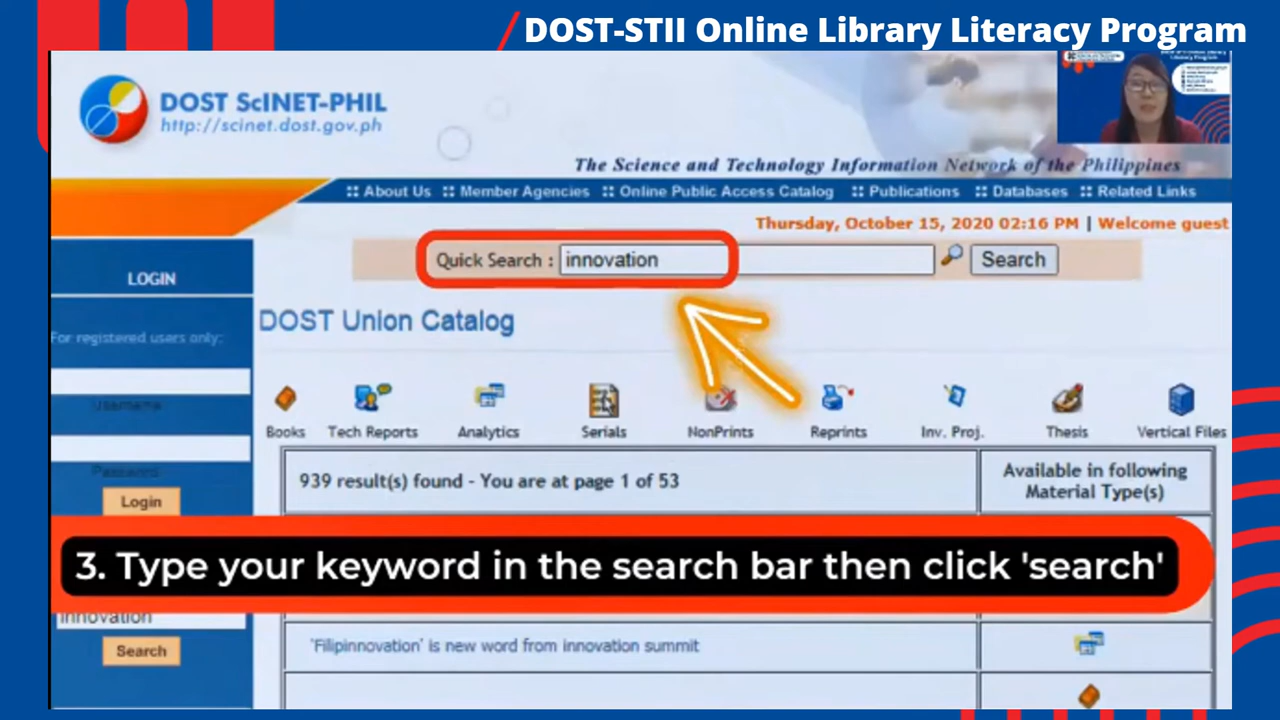 DOST-STII Online Library Literacy Program
DOST ScINET-PHIL
http://scinet.dost.gov.ph
The Science and Technology Information Network of the Philippines
:: About Us :: Member Agencies :: Online Public Access Catalog :: Publications :: Databases :: Related Links
Thursday, October 15, 2020 02:16 PM | Welcome guest
Quick Search : innovation Search
LOGIN
For registered users only:
Username
Password
Login
DOST Union Catalog
Books Tech Reports Analytics Serials NonPrints Reprints Inv. Proj. Thesis Vertical Files
939 result(s) found - You are at page 1 of 53
Available in following
Material Type(s)
3. Type your keyword in the search bar then click 'search'
innovation
Search
'Filipinnovation' is new word from innovation summit